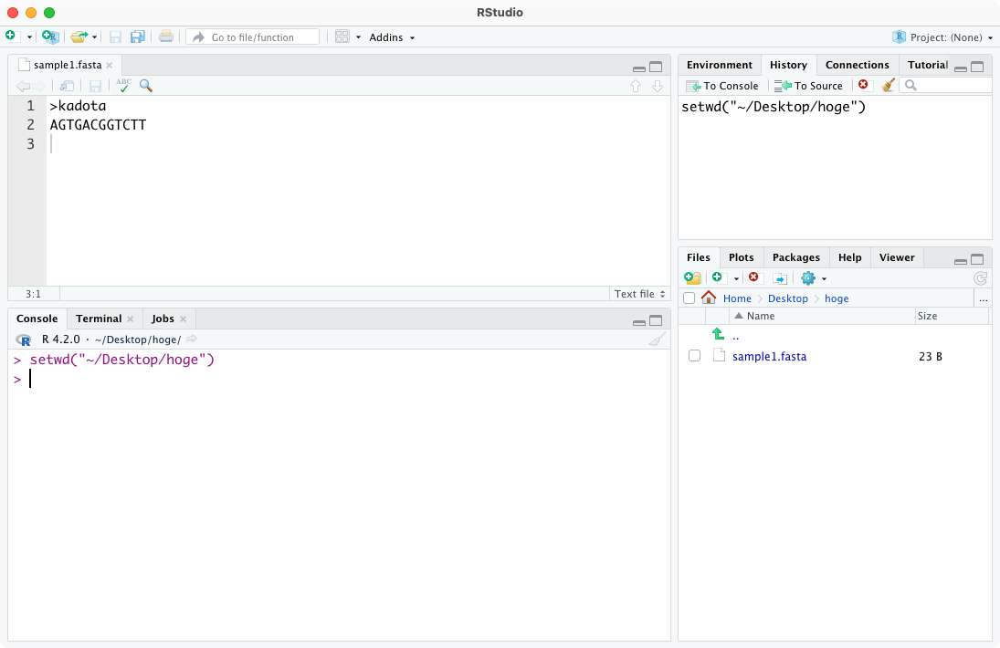 RStudio
Go to file/function
Addins
Project: (None)
sample1.fasta
ABC
1 >kadota
2 AGTGACGGTCTT
3
3:1
Text file
Console Terminal Jobs
R 4.2.0 · ~/Desktop/hoge/
> setwd("~/Desktop/hoge")
>
Environment History Connections Tutorial
To Console To Source
setwd("~/Desktop/hoge")
Files Plots Packages Help Viewer
Home Desktop hoge ...
Name Size
..
sample1.fasta 23 B